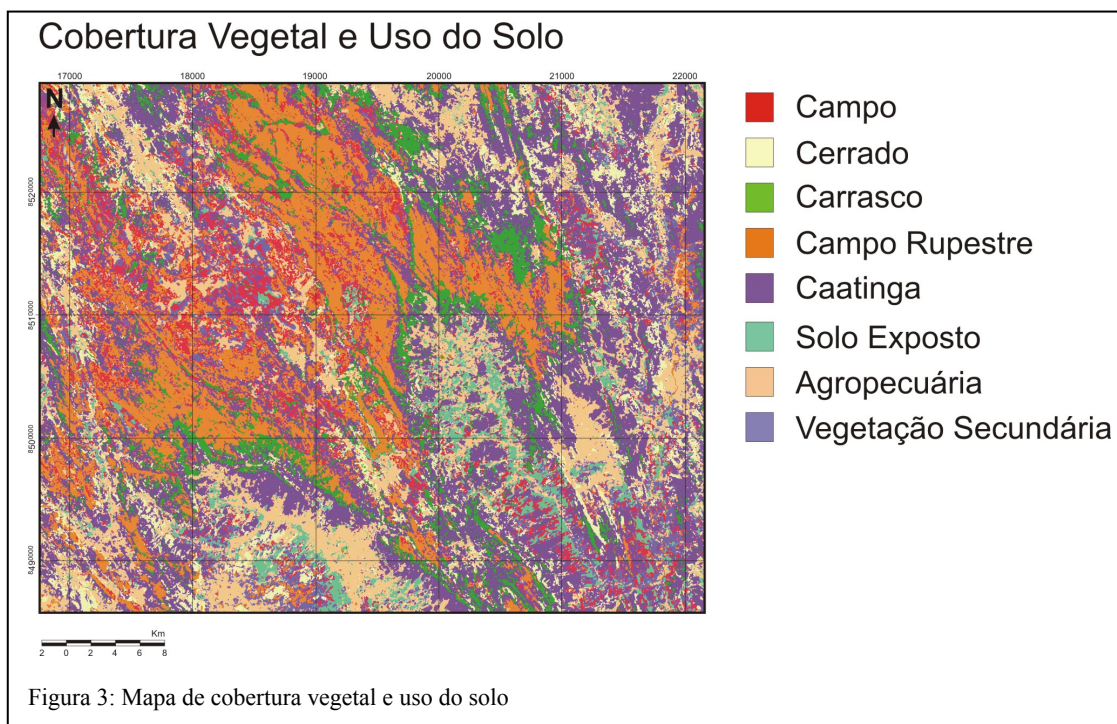 Cobertura Vegetal e Uso do Solo
17000 18000 19000 20000 21000 22000
N
8520000
8510000
8500000
8490000
Campo
Cerrado
Carrasco
Campo Rupestre
Caatinga
Solo Exposto
Agropecuária
Vegetação Secundária
Km
2 0 2 4 6 8
Figura 3: Mapa de cobertura vegetal e uso do solo